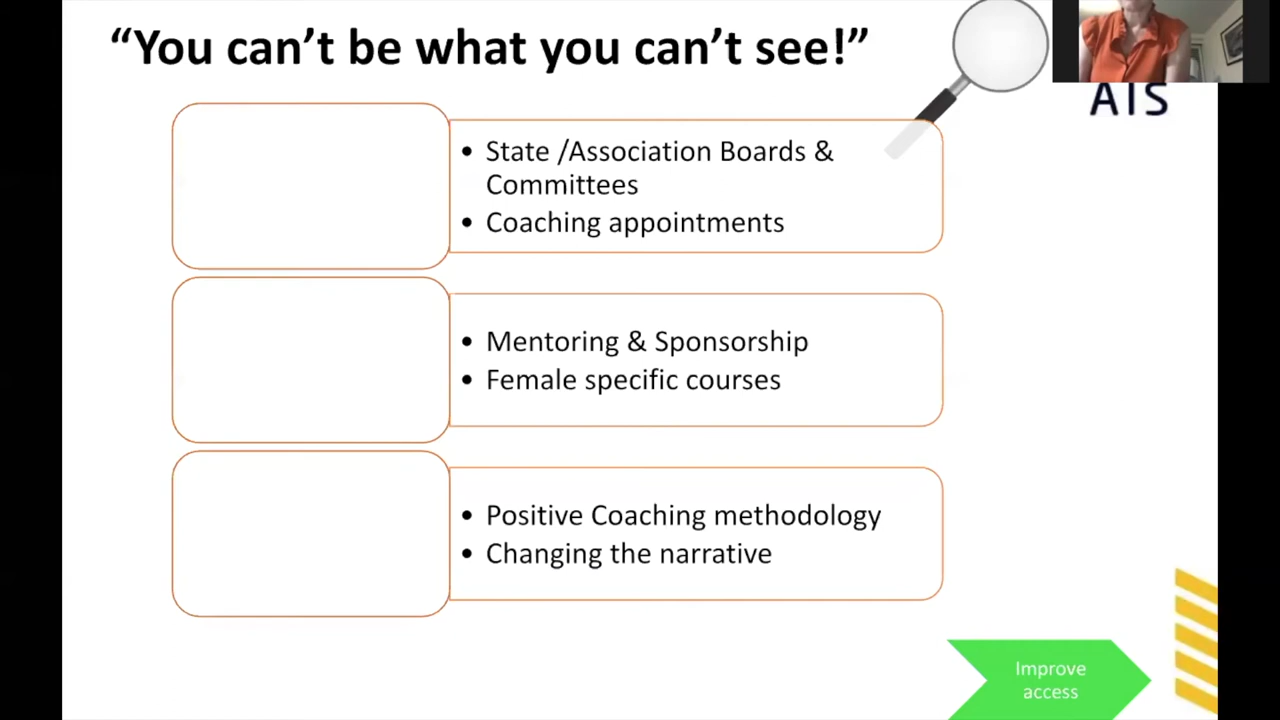 “You can’t be what you can’t see!”
AIS
• State /Association Boards &
Committees
• Coaching appointments
• Mentoring & Sponsorship
• Female specific courses
• Positive Coaching methodology
• Changing the narrative
Improve
access